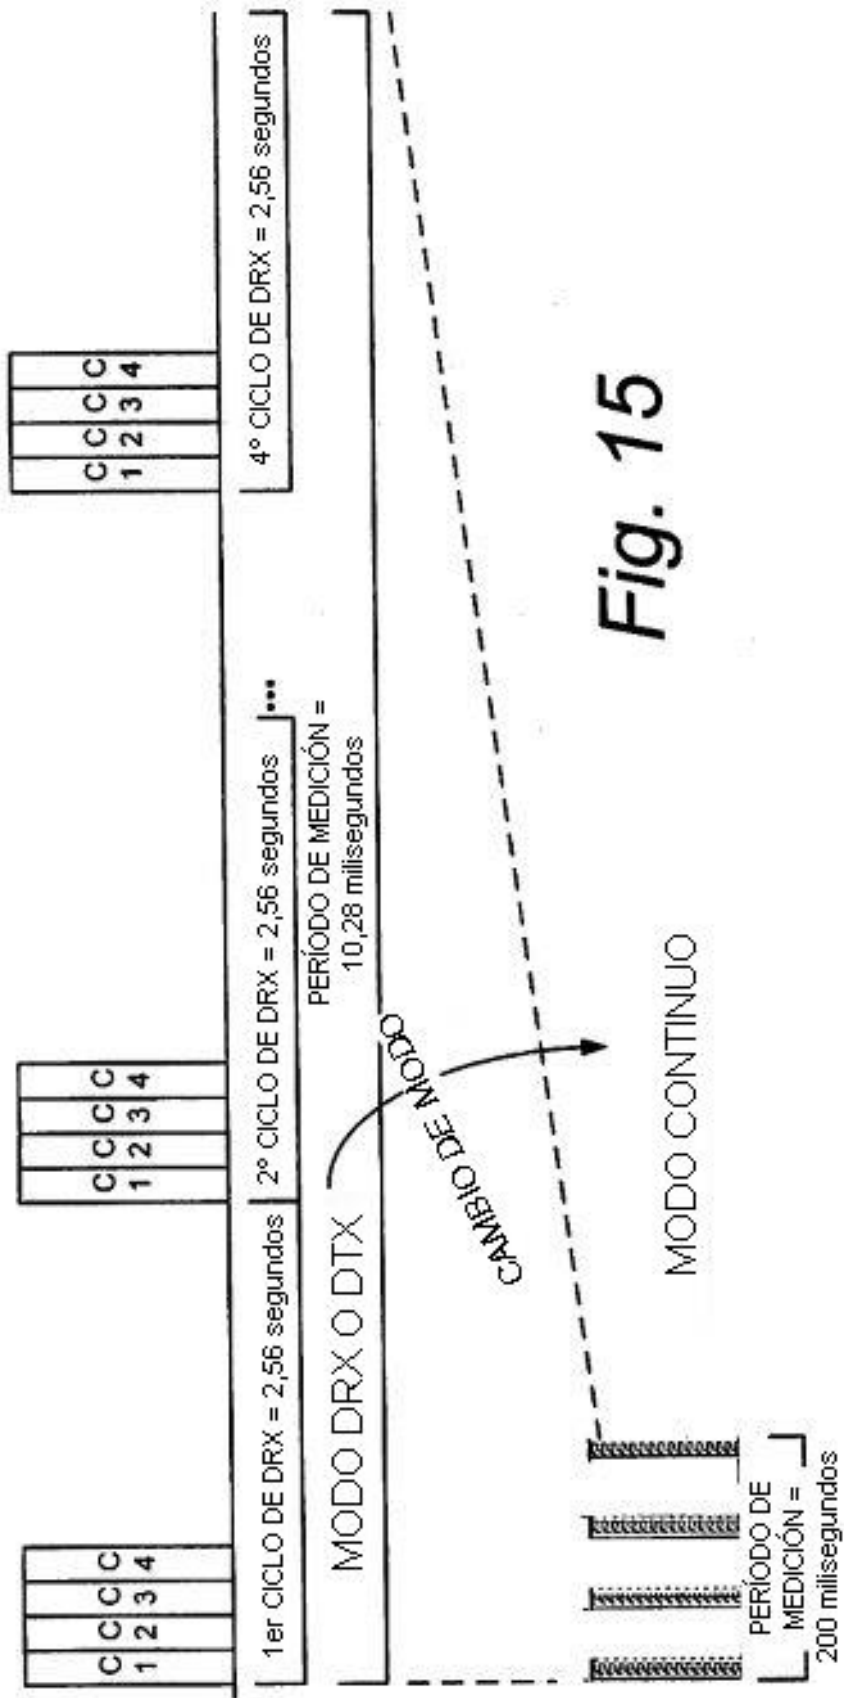 C C C C
1 2 3 4
C C C C
1 2 3 4
C C C C
1 2 3 4
1er CICLO DE DRX = 2,56 segundos
2º CICLO DE DRX = 2,56 segundos
...
4º CICLO DE DRX = 2,56 segundos
PERÍODO DE MEDICIÓN =
10,28 milisegundos
MODO DRX O DTX
CAMBIO DE MODO
MODO CONTINUO
PERÍODO DE
MEDICIÓN =
200 milisegundos
Fig. 15